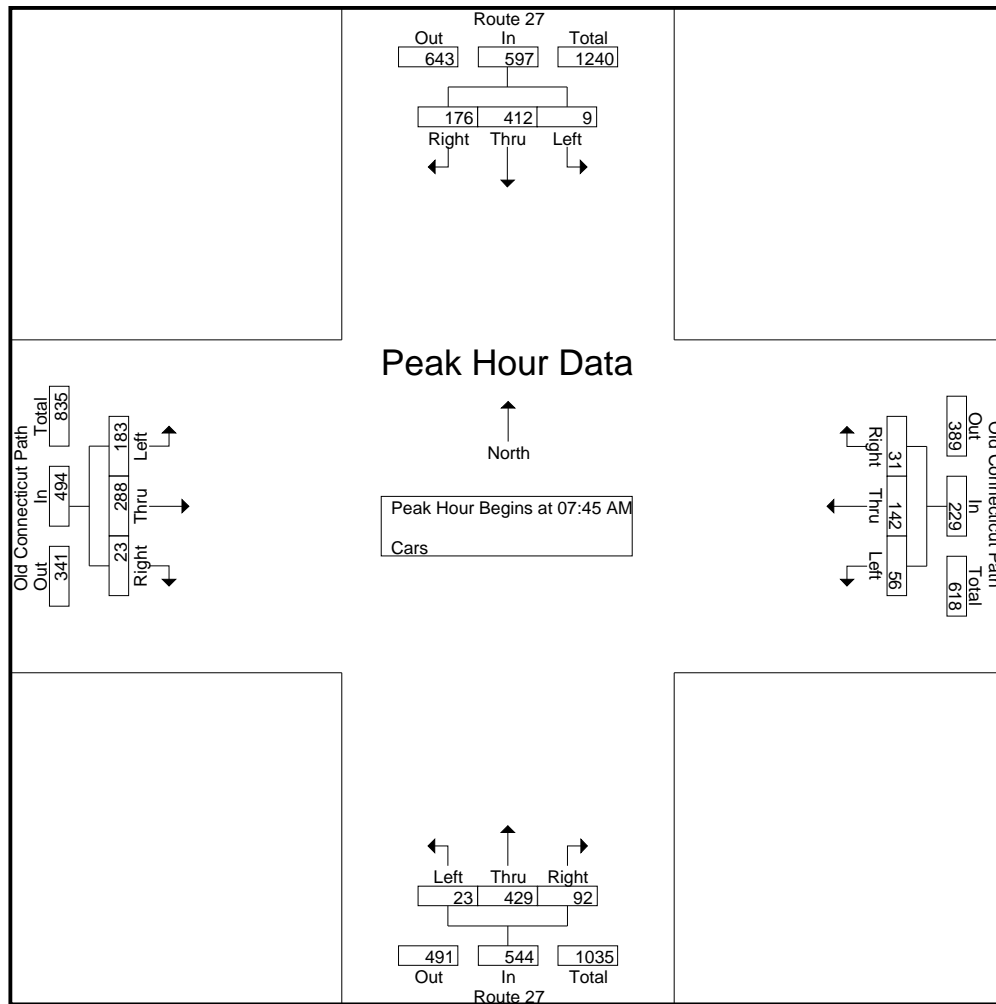 Route 27
Out In Total
643 597 1240
176 412 9
Right Thru Left
Peak Hour Data
North
Peak Hour Begins at 07:45 AM
Cars
Old Connecticut Path
Out In Total
341 494 835
23 288 183
Right Thru Left
Old Connecticut Path
Out In Total
389 229 618
31 142 56
Right Thru Left
Left Thru Right
23 429 92
491 544 1035
Out In Total
Route 27